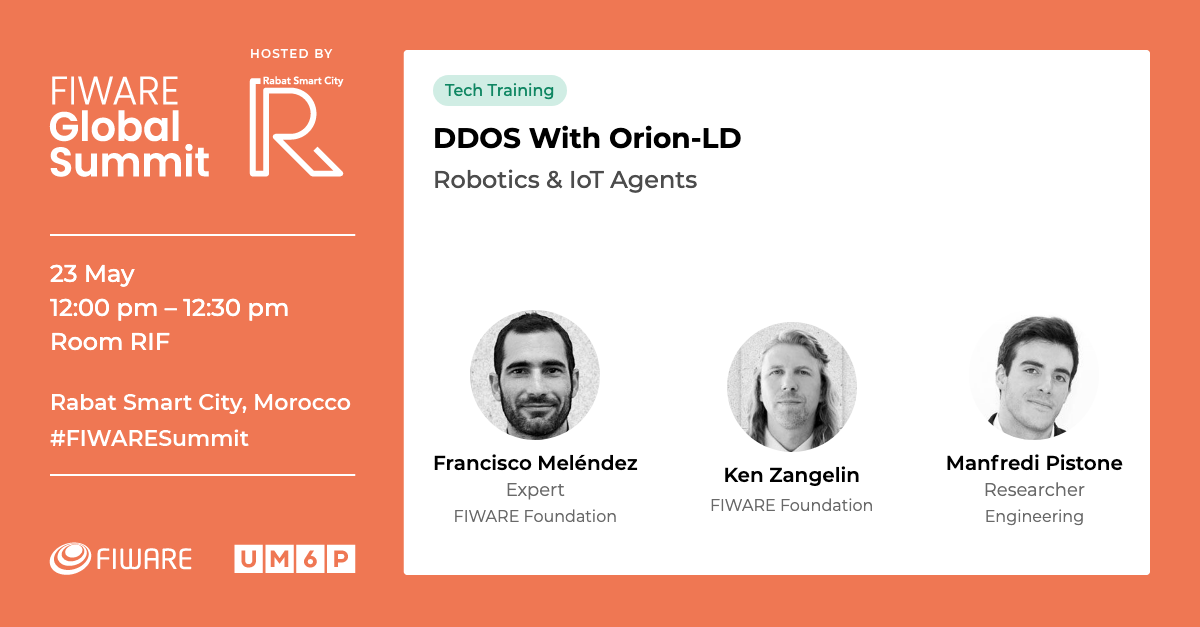 HOSTED BY
FIWARE
Global
Summit
Rabat Smart City
R
23 May
12:00 pm – 12:30 pm
Room RIF
Rabat Smart City, Morocco
#FIWARESummit
FIWARE
UM6P
Tech Training
DDOS With Orion-LD
Robotics & IoT Agents
Francisco Meléndez
Expert
FIWARE Foundation
Ken Zangelin
FIWARE Foundation
Manfredi Pistone
Researcher
Engineering